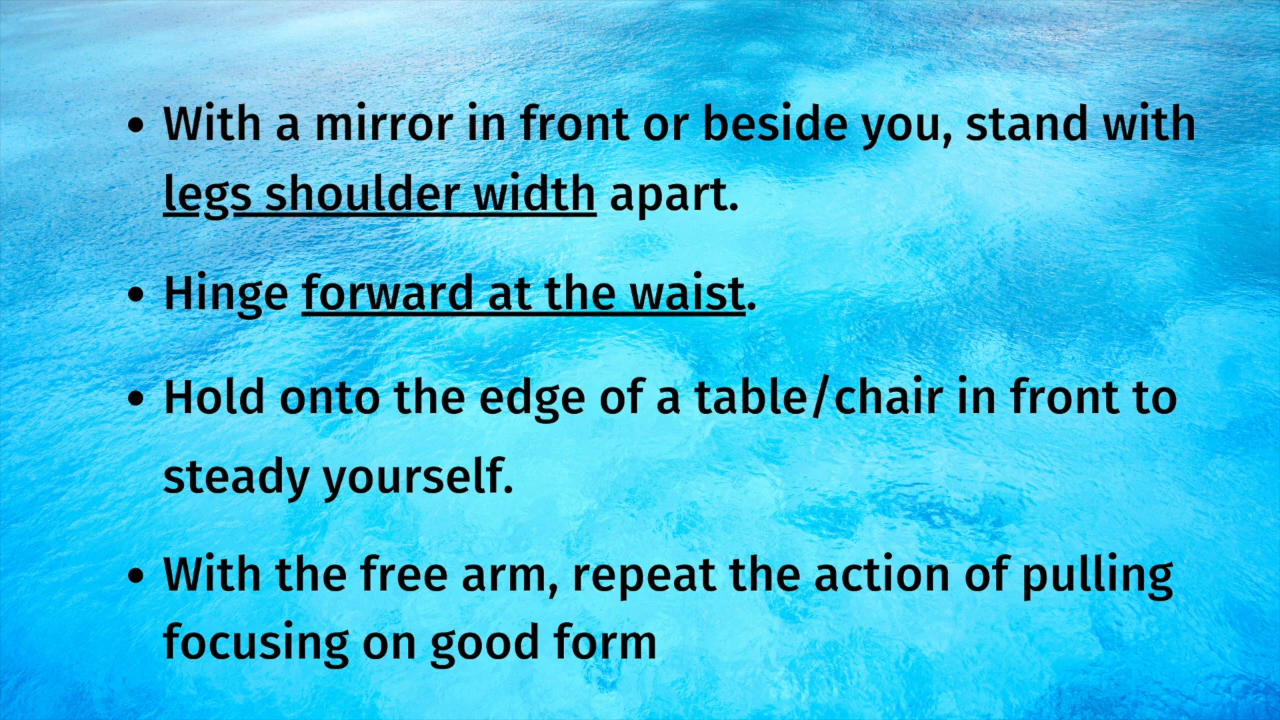 • With a mirror in front or beside you, stand with
legs shoulder width apart.
• Hinge forward at the waist.
• Hold onto the edge of a table/chair in front to
steady yourself.
• With the free arm, repeat the action of pulling
focusing on good form